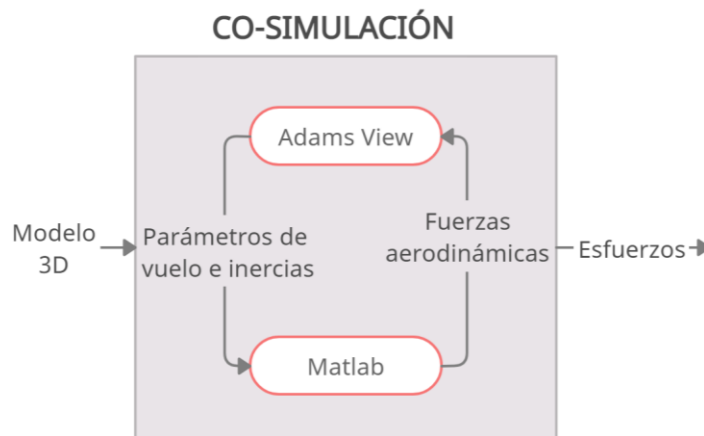 CO-SIMULACIÓN
Adams View
Modelo
3D
Parámetros de
vuelo e inercias
Fuerzas
aerodinámicas
Esfuerzos
Matlab